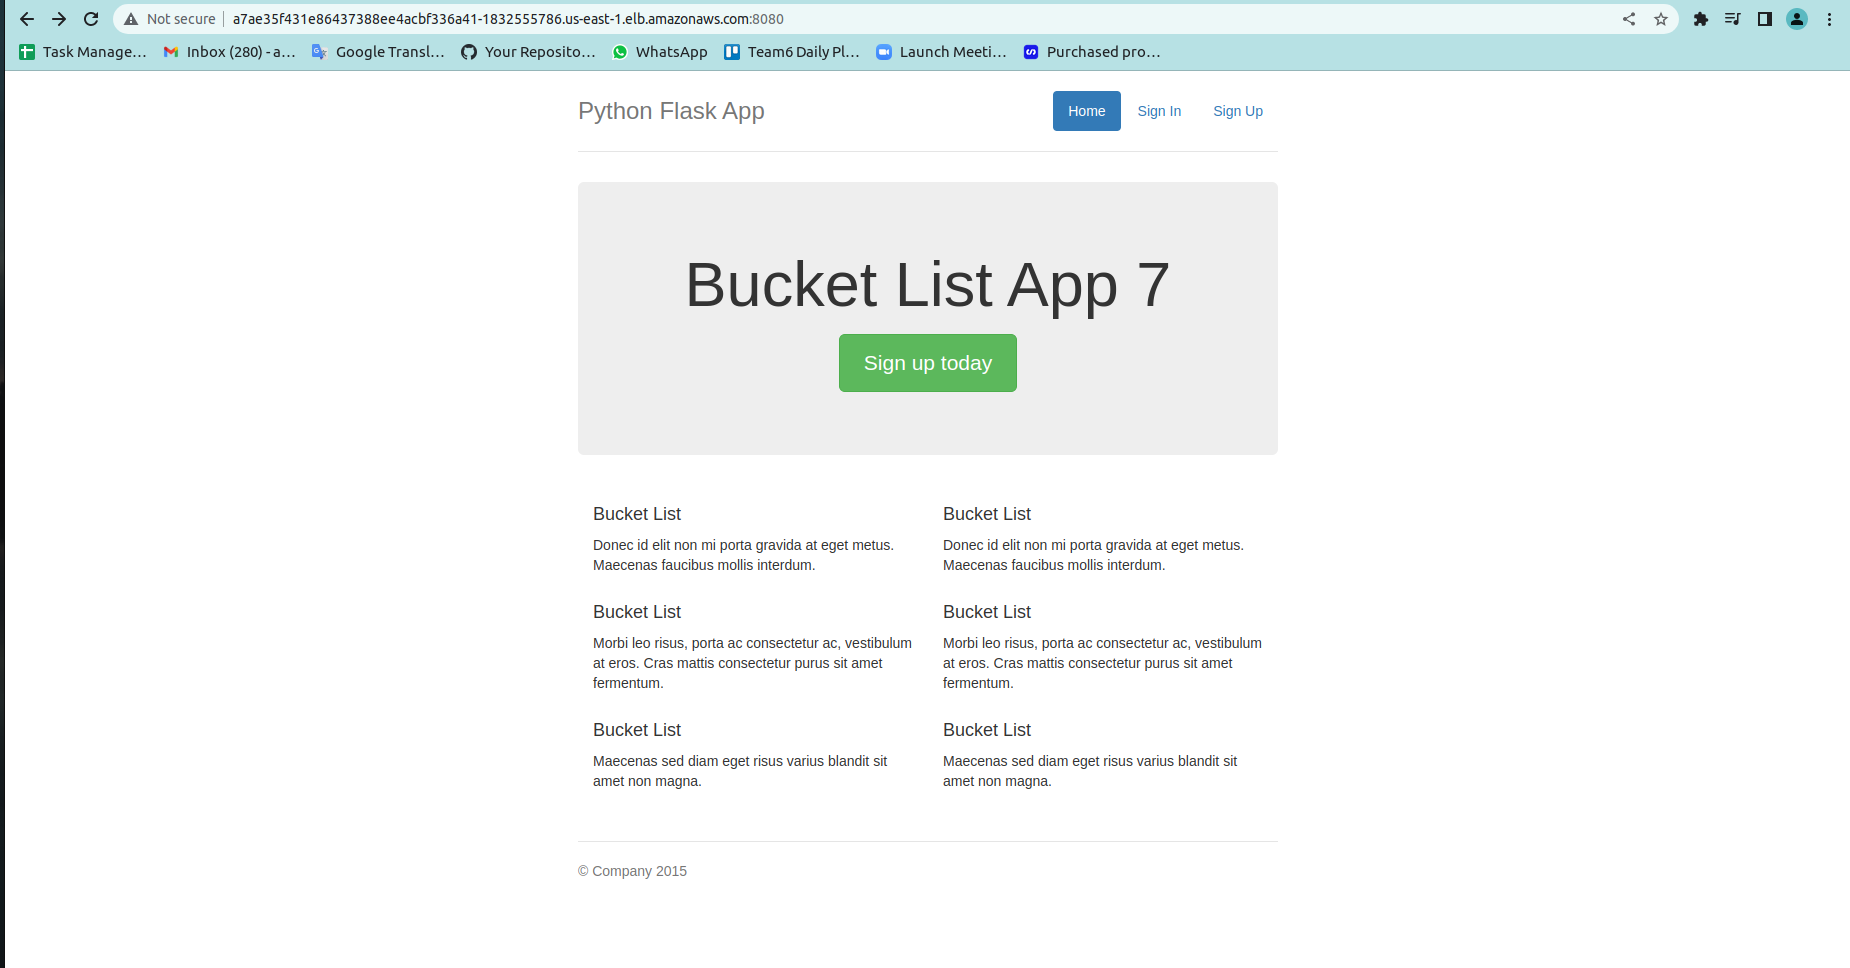 Not secure a7ae35f431e86437388ee4acbf336a41-1832555786.us-east-1.elb.amazonaws.com:8080
Task Manage... Inbox (280) - a... Google Transl... Your Reposito... WhatsApp Team6 Daily Pl... Launch Meeti... Purchased pro...
Python Flask App Home Sign In Sign Up
Bucket List App 7
Sign up today
Bucket List
Donec id elit non mi porta gravida at eget metus.
Maecenas faucibus mollis interdum.
Bucket List
Morbi leo risus, porta ac consectetur ac, vestibulum
at eros. Cras mattis consectetur purus sit amet
fermentum.
Bucket List
Maecenas sed diam eget risus varius blandit sit
amet non magna.
Bucket List
Donec id elit non mi porta gravida at eget metus.
Maecenas faucibus mollis interdum.
Bucket List
Morbi leo risus, porta ac consectetur ac, vestibulum
at eros. Cras mattis consectetur purus sit amet
fermentum.
Bucket List
Maecenas sed diam eget risus varius blandit sit
amet non magna.
© Company 2015